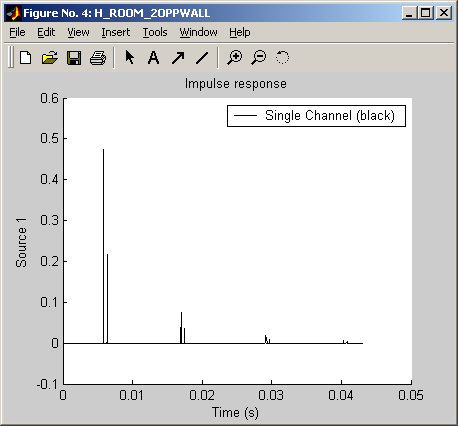 Figure No. 4: H_ROOM_2OPPWALL
File Edit View Insert Tools Window Help
A
Impulse response
Single Channel (black)
0.6
0.5
0.4
0.3
0.2
0.1
0
-0.1
Source 1
0 0.01 0.02 0.03 0.04 0.05
Time (s)